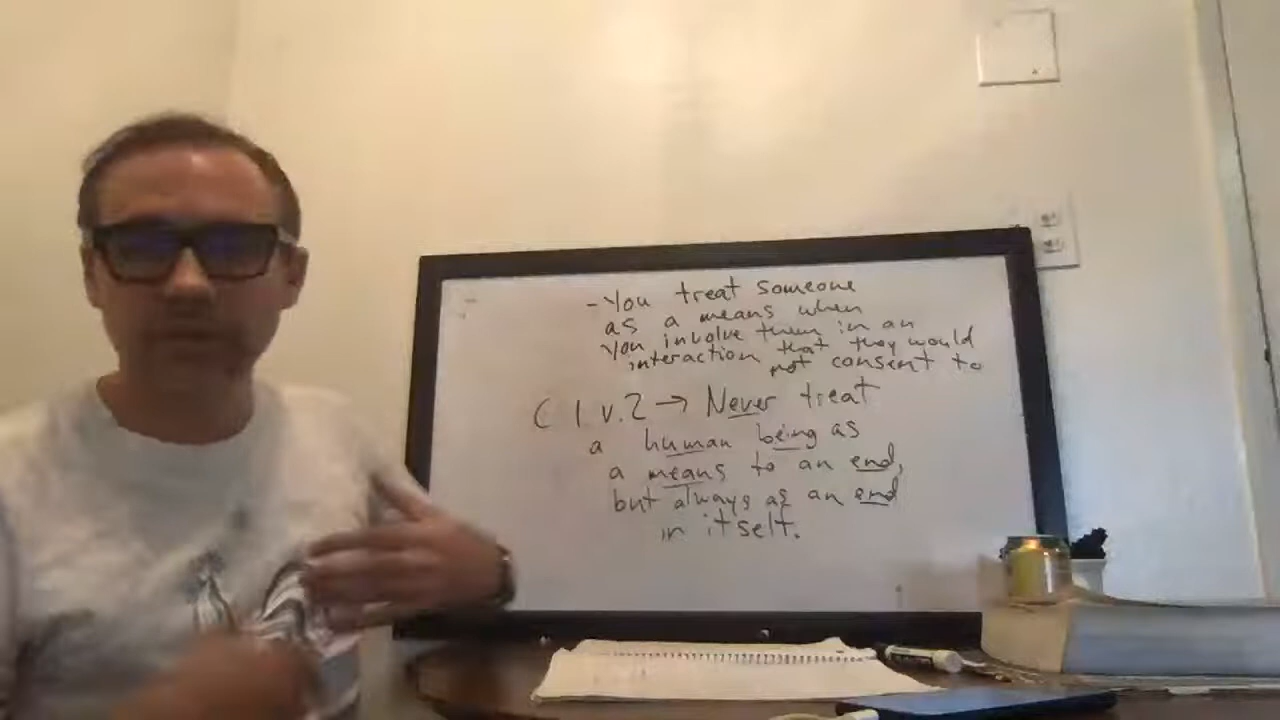 - You treat someone
as a means when
You involve them in an
interaction that they would
not consent to
C I v.2 → Never treat
a human being as
a means to an end,
but always as an end
in itself.